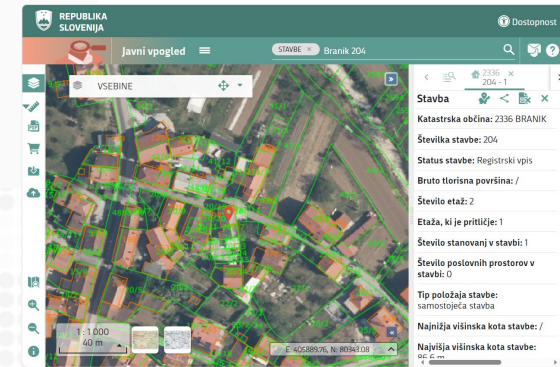 REPUBLIKA
SLOVENIJA
Dostopnost
Javni vpogled
STAVBE ×
Branik 204
VSEBINE
2336
204 - 1
Stavba
Katastrska občina: 2336 BRANIK
Številka stavbe: 204
Status stavbe: Registrski vpis
Bruto tlorisna površina: /
Število etaž: 2
Etaža, ki je pritličje: 1
Število stanovanj v stavbi: 1
Število poslovnih prostorov v
stavbi: 0
Tip položaja stavbe:
samostoječa stavba
Najnižja višinska kota stavbe: /
Najvišja višinska kota stavbe:
86.6 m
1 : 1 000
40 m
E: 405889.76, N: 80343.08